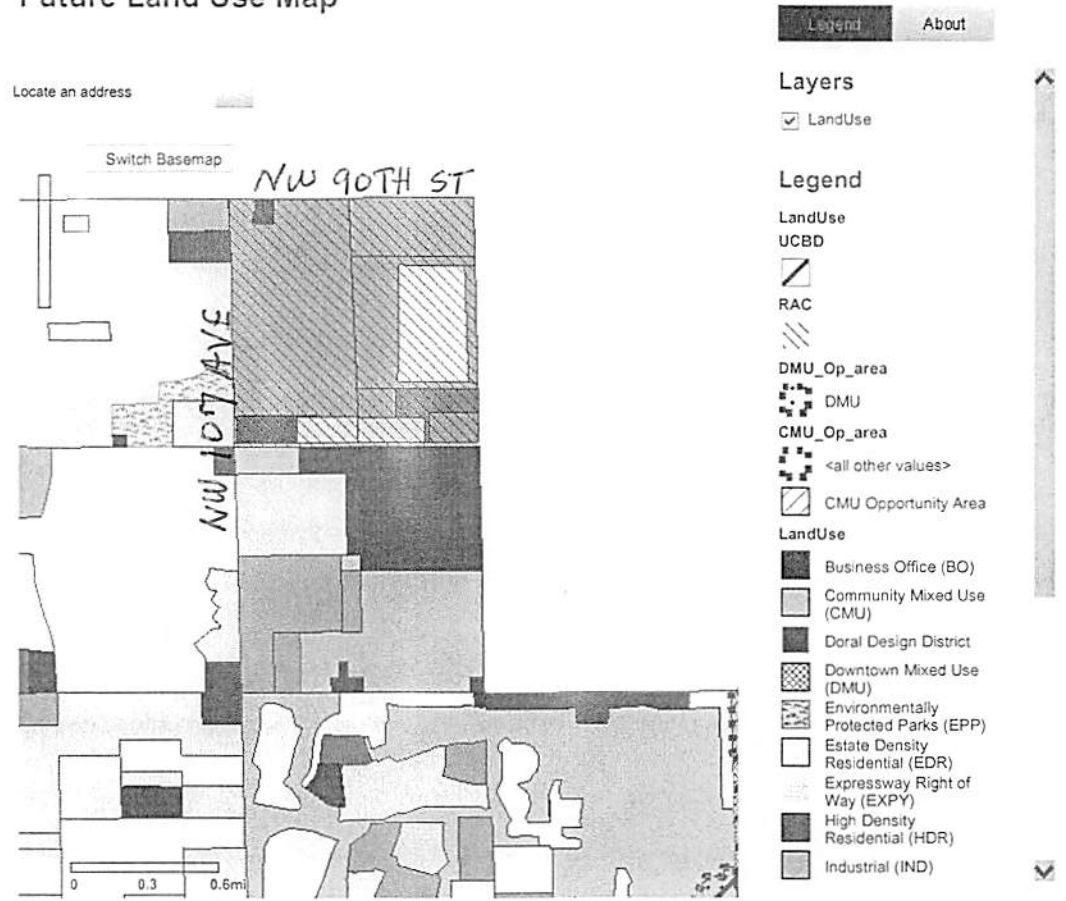 Future Land Use Map
Legend
About
Locate an address
Layers
LandUse
Switch Basemap
NW 90TH ST
NW 107 AVE
Legend
LandUse
UCBD
RAC
DMU_Op_area
DMU
CMU_Op_area
<all other values>
CMU Opportunity Area
LandUse
Business Office (BO)
Community Mixed Use
(CMU)
Doral Design District
Downtown Mixed Use
(DMU)
Environmentally
Protected Parks (EPP)
Estate Density
Residential (EDR)
Expressway Right of
Way (EXPY)
High Density
Residential (HDR)
Industrial (IND)
0 0.3 0.6mi